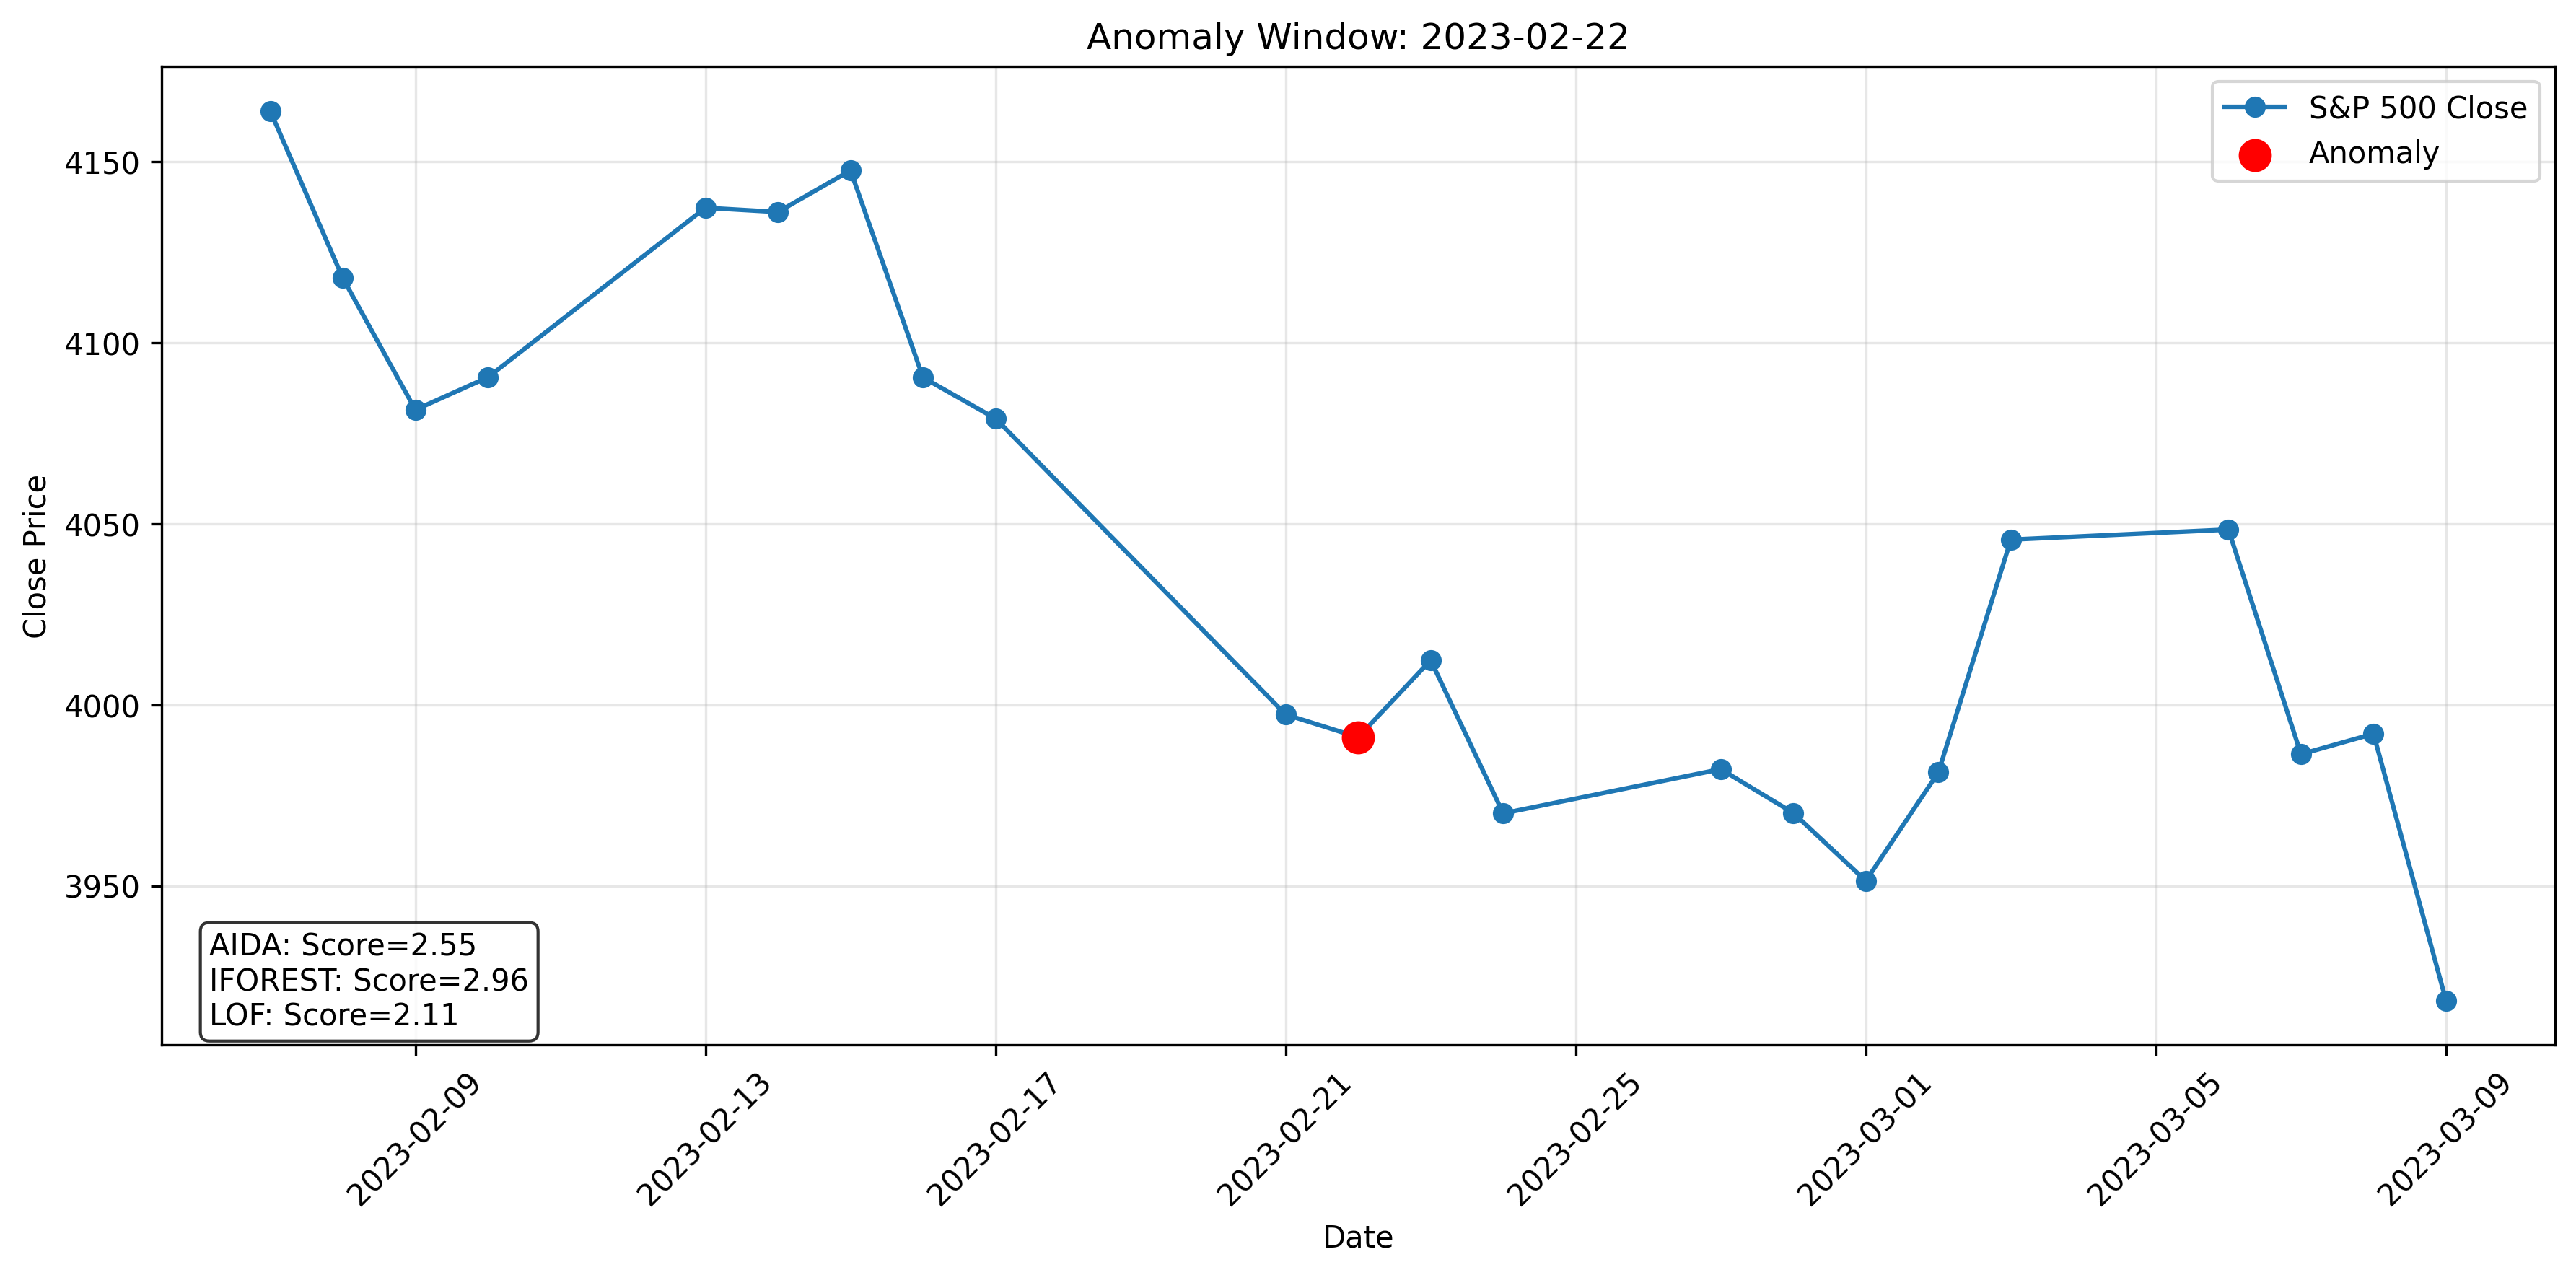 Anomaly Window: 2023-02-22
S&P 500 Close
Anomaly
4150
4100
4050
4000
3950
Close Price
AIDA: Score=2.55
IFOREST: Score=2.96
LOF: Score=2.11
2023-02-09
2023-02-13
2023-02-17
2023-02-21
2023-02-25
2023-03-01
2023-03-05
2023-03-09
Date